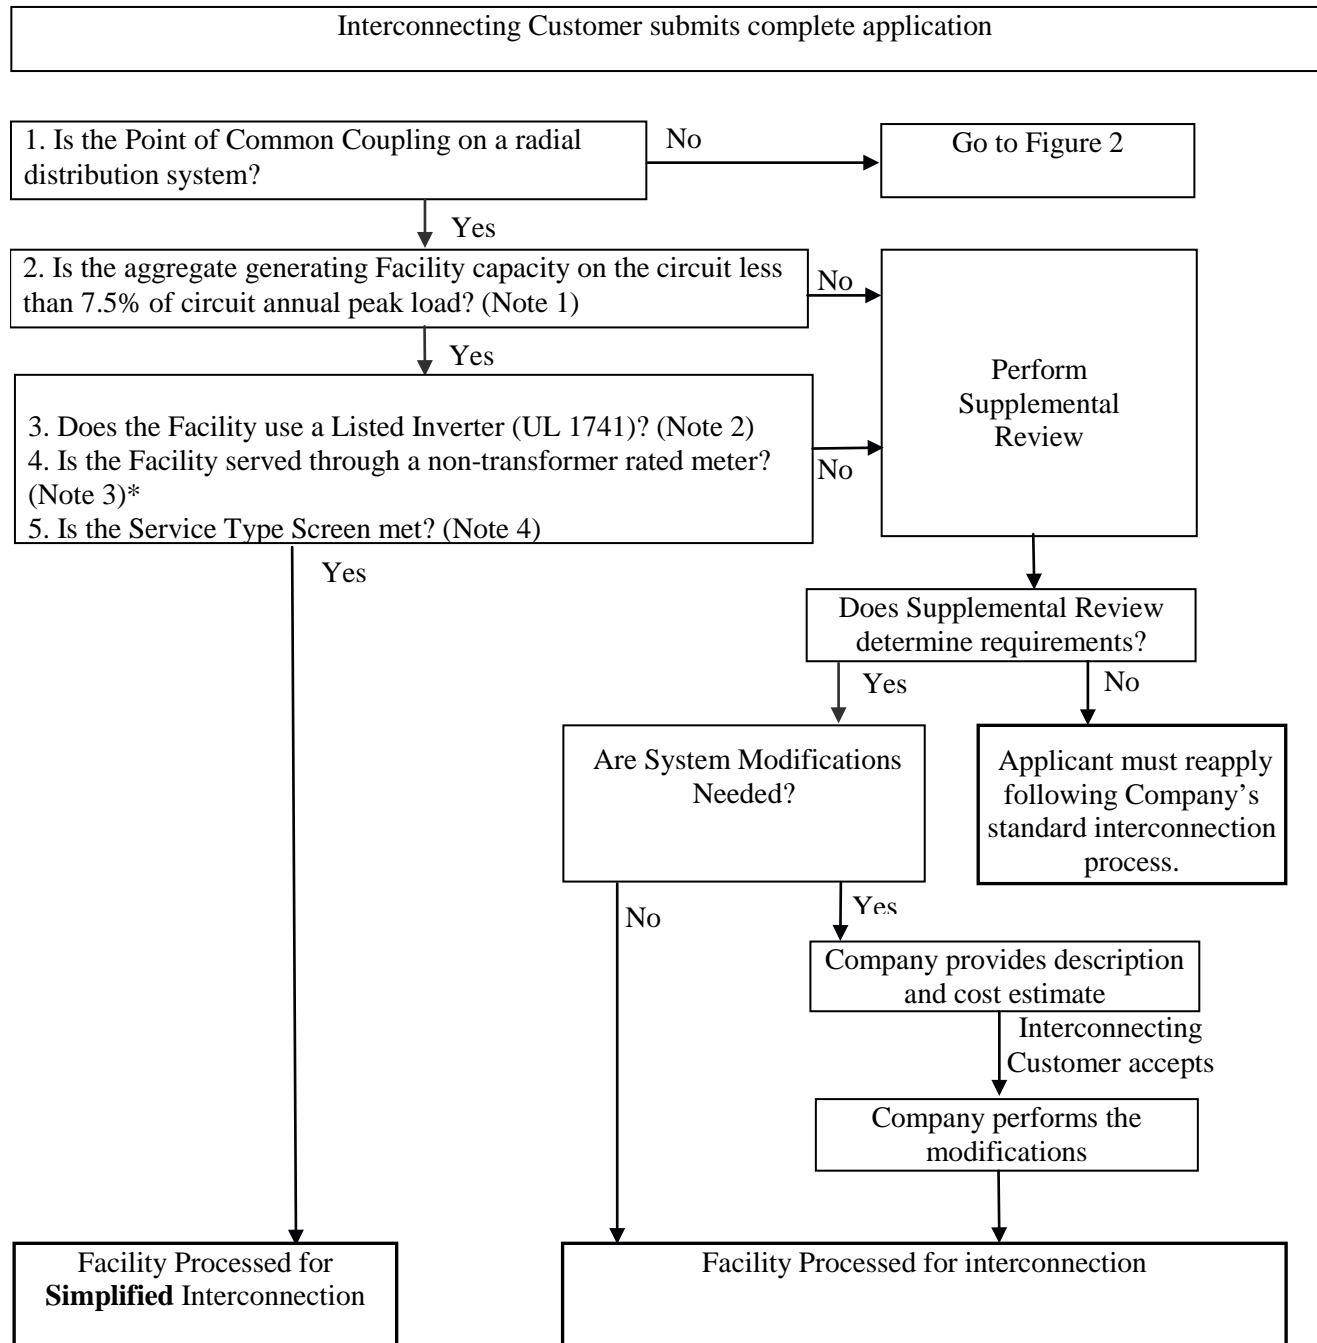 Interconnecting Customer submits complete application
1. Is the Point of Common Coupling on a radial
distribution system?
No
Go to Figure 2
Yes
2. Is the aggregate generating Facility capacity on the circuit less
than 7.5% of circuit annual peak load? (Note 1)
No
Yes
Perform
Supplemental
Review
3. Does the Facility use a Listed Inverter (UL 1741)? (Note 2)
4. Is the Facility served through a non-transformer rated meter?
(Note 3)*
5. Is the Service Type Screen met? (Note 4)
No
Yes
Does Supplemental Review
determine requirements?
Yes
No
Are System Modifications
Needed?
Applicant must reapply
following Company’s
standard interconnection
process.
No
Yes
Company provides description
and cost estimate
Interconnecting
Customer accepts
Company performs the
modifications
Facility Processed for
Simplified Interconnection
Facility Processed for interconnection